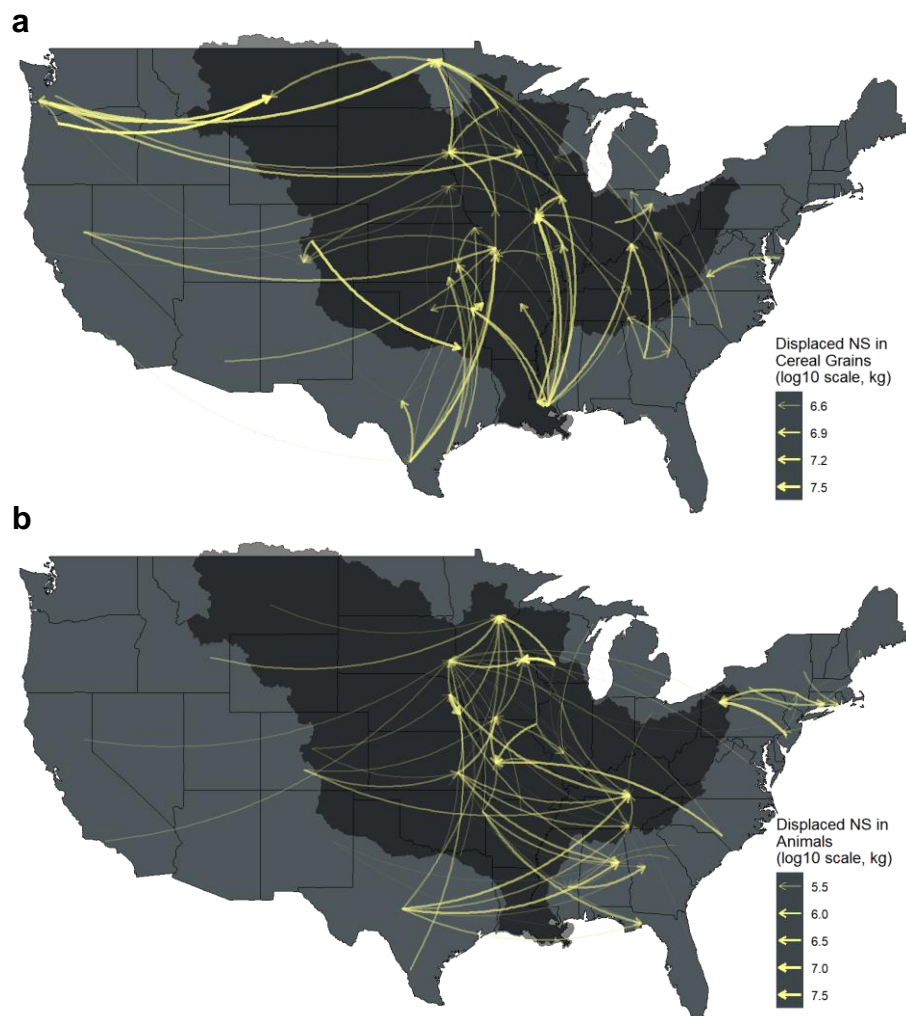 a
Displaced NS in
Cereal Grains
(log10 scale, kg)
6.6
6.9
7.2
7.5
b
Displaced NS in
Animals
(log10 scale, kg)
5.5
6.0
6.5
7.0
7.5